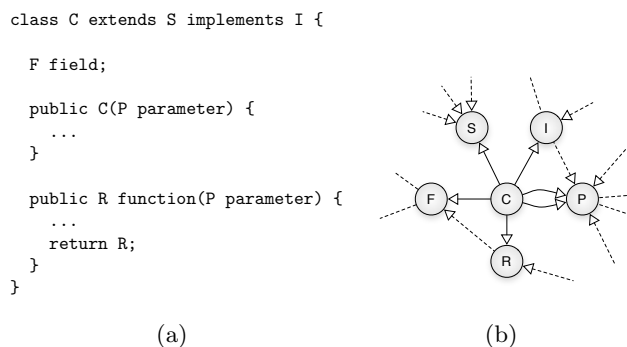 class C extends S implements I {
F field;
public C(P parameter) {
...
}
public R function(P parameter) {
...
return R;
}
}
S
I
F
C
P
R
(a)
(b)